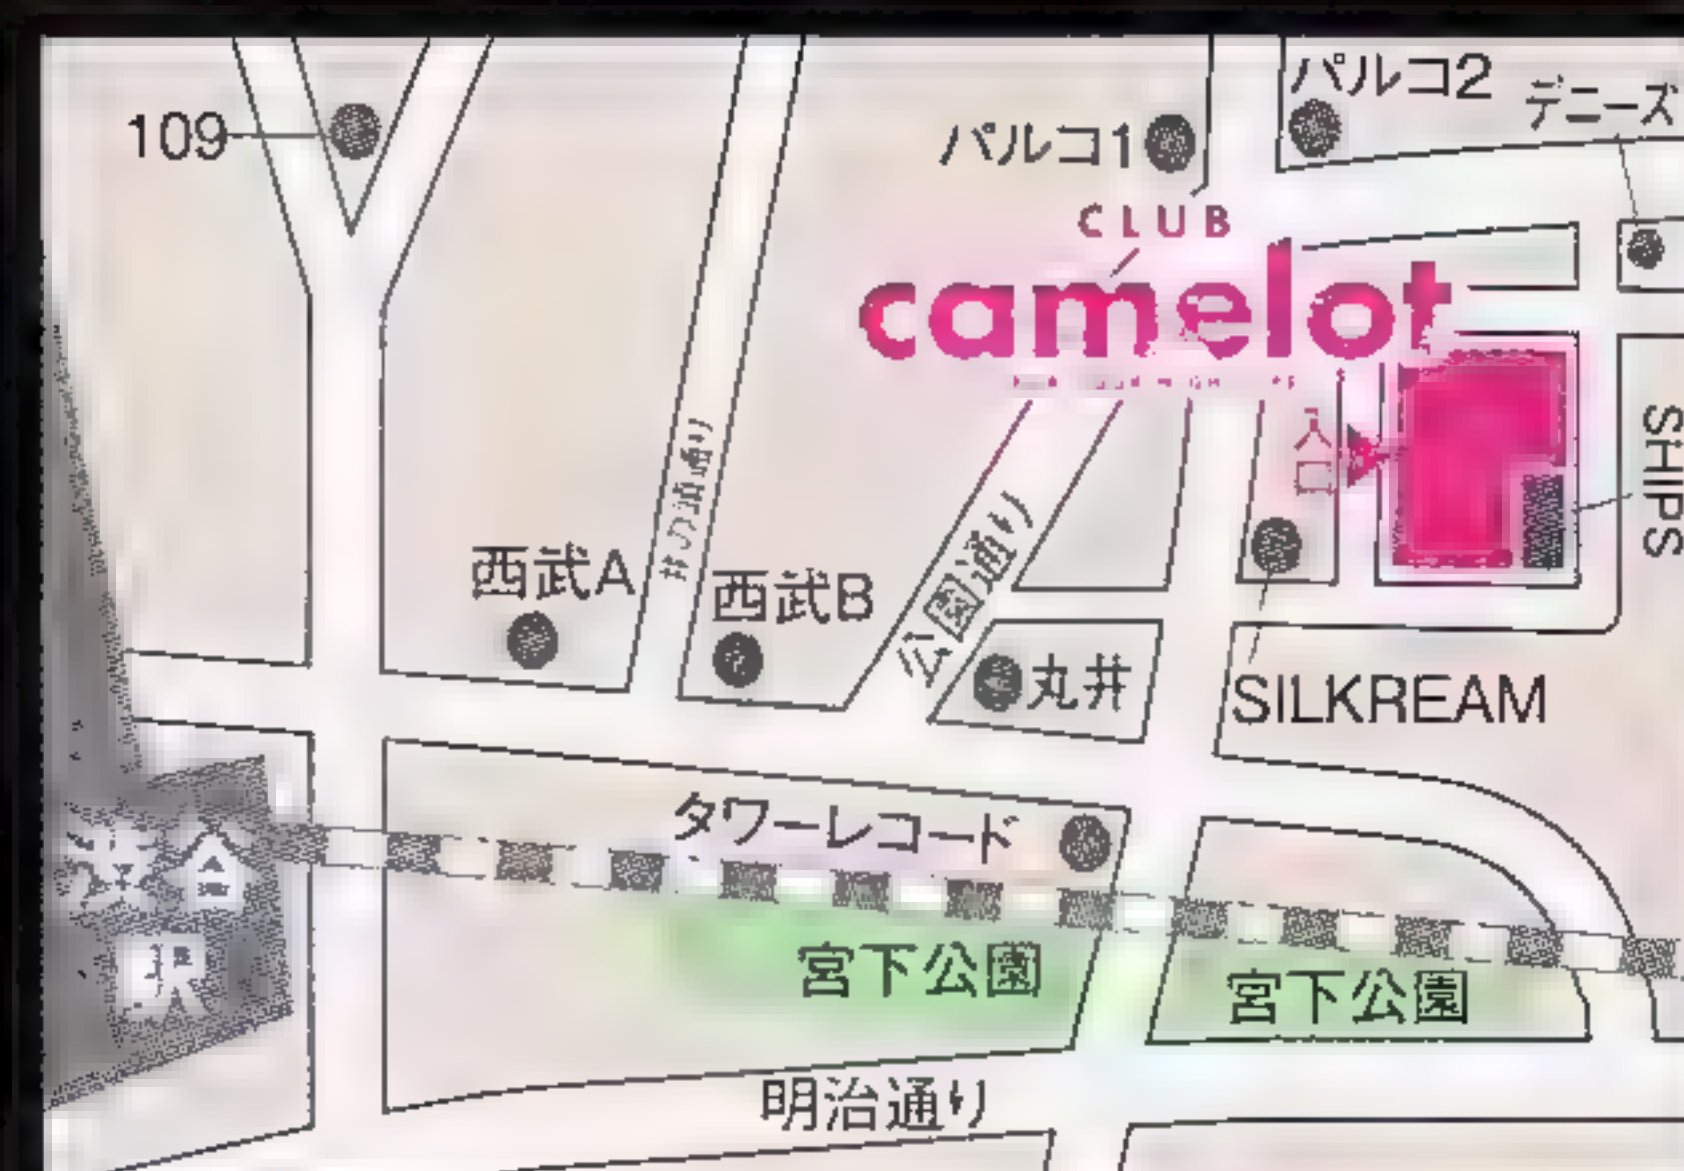 109
パルコ1
パルコ2
デニーズ
CLUB
camelot
入口
SHIPS
井の頭通り
公園通り
西武A
西武B
丸井
SILKREAM
タワーレコード
渋谷
駅
宮下公園
宮下公園
明治通り